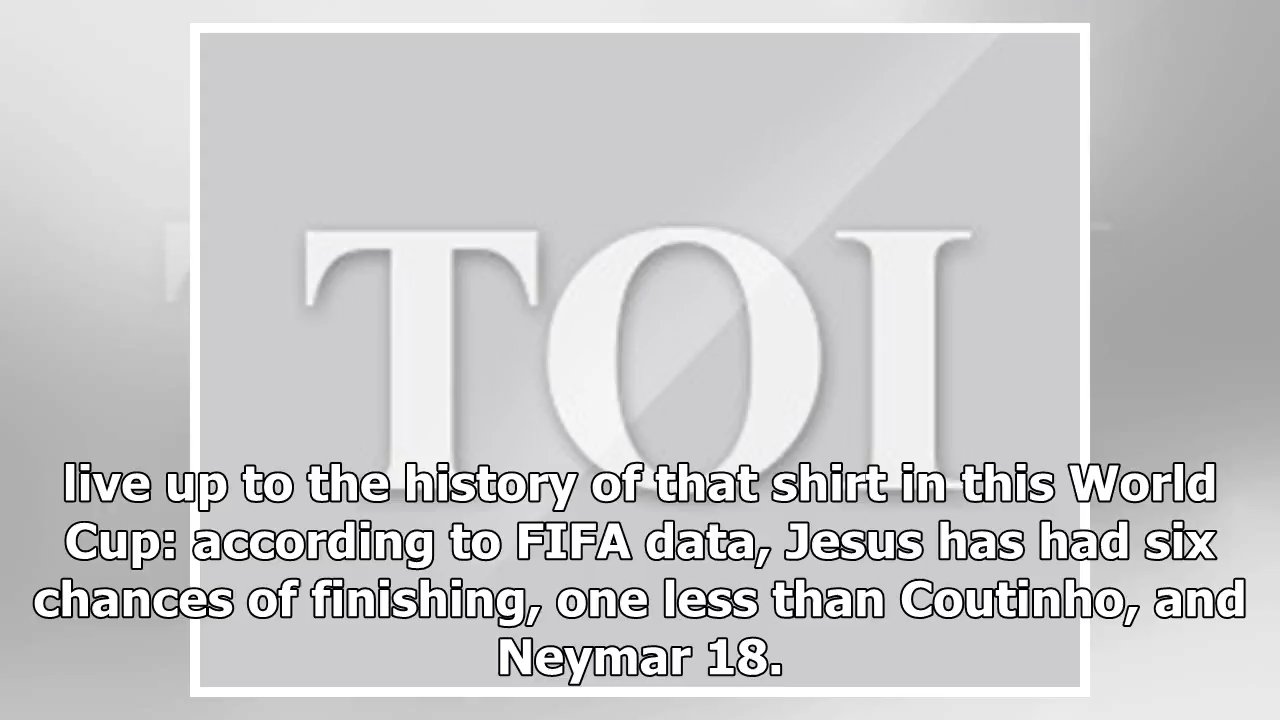 TOI
live up to the history of that shirt in this World
Cup: according to FIFA data, Jesus has had six
chances of finishing, one less than Coutinho, and
Neymar 18.